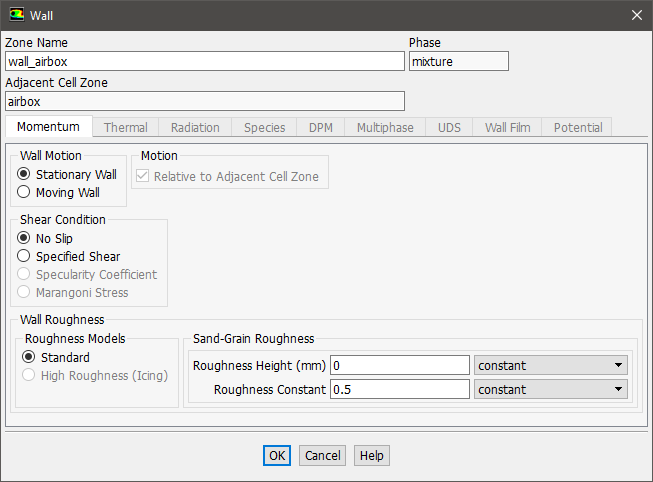 Wall
Zone Name
Phase
wall_airbox
mixture
Adjacent Cell Zone
airbox
Momentum Thermal Radiation Species DPM Multiphase UDS Wall Film Potential
Wall Motion
Motion
Stationary Wall
Relative to Adjacent Cell Zone
Moving Wall
Shear Condition
No Slip
Specified Shear
Specularity Coefficient
Marangoni Stress
Wall Roughness
Roughness Models
Sand-Grain Roughness
Standard
Roughness Height (mm) 0 constant
High Roughness (Icing)
Roughness Constant 0.5 constant
OK Cancel Help